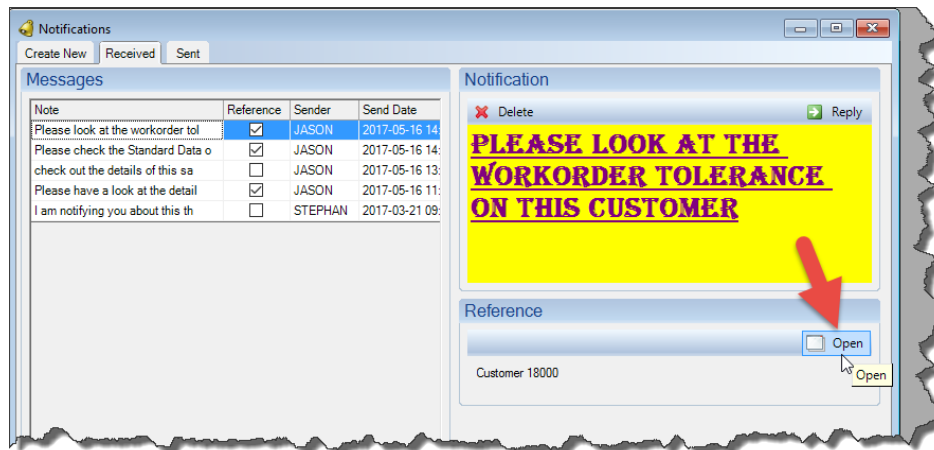 Notifications
Create New Received Sent
Messages
Note Reference Sender Send Date
Please look at the workorder tol JASON 2017-05-16 14:
Please check the Standard Data o JASON 2017-05-16 14:
check out the details of this sa JASON 2017-05-16 13:
Please have a look at the detail JASON 2017-05-16 11:
I am notifying you about this th STEPHAN 2017-03-21 09:
Notification
Delete Reply
PLEASE LOOK AT THE
WORKORDER TOLERANCE
ON THIS CUSTOMER
Reference
Open
Customer 18000
Open